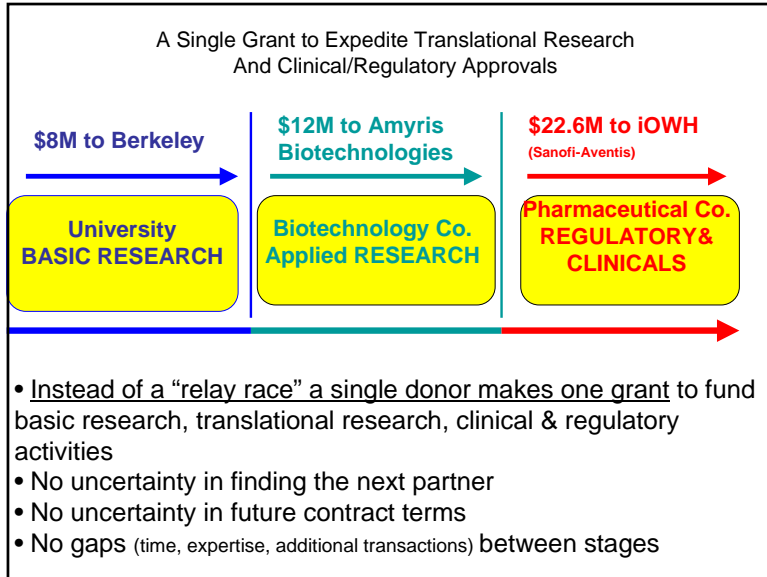 A Single Grant to Expedite Translational Research
And Clinical/Regulatory Approvals
$8M to Berkeley
$12M to Amyris
Biotechnologies
$22.6M to iOWH
(Sanofi-Aventis)
University
BASIC RESEARCH
Biotechnology Co.
Applied RESEARCH
Pharmaceutical Co.
REGULATORY&
CLINICALS
• Instead of a “relay race” a single donor makes one grant to fund
basic research, translational research, clinical & regulatory
activities
• No uncertainty in finding the next partner
• No uncertainty in future contract terms
• No gaps (time, expertise, additional transactions) between stages